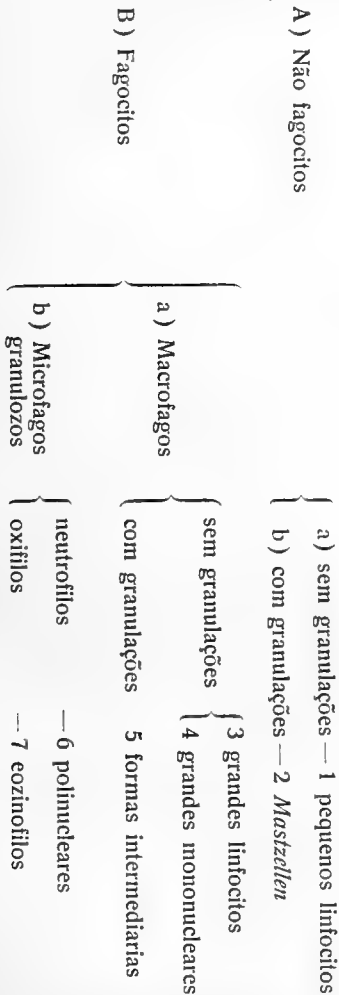 A) Não fagocitos
a) sem granulações — 1 pequenos linfocitos
b) com granulações — 2 Mastzellen
B) Fagocitos
a) Macrofagos
sem granulações
3 grandes linfocitos
4 grandes mononucleares
com granulações 5 formas intermediarias
b) Microfagos
granulozos
neutrofilos — 6 polinucleares
oxifilos — 7 eozinofilos